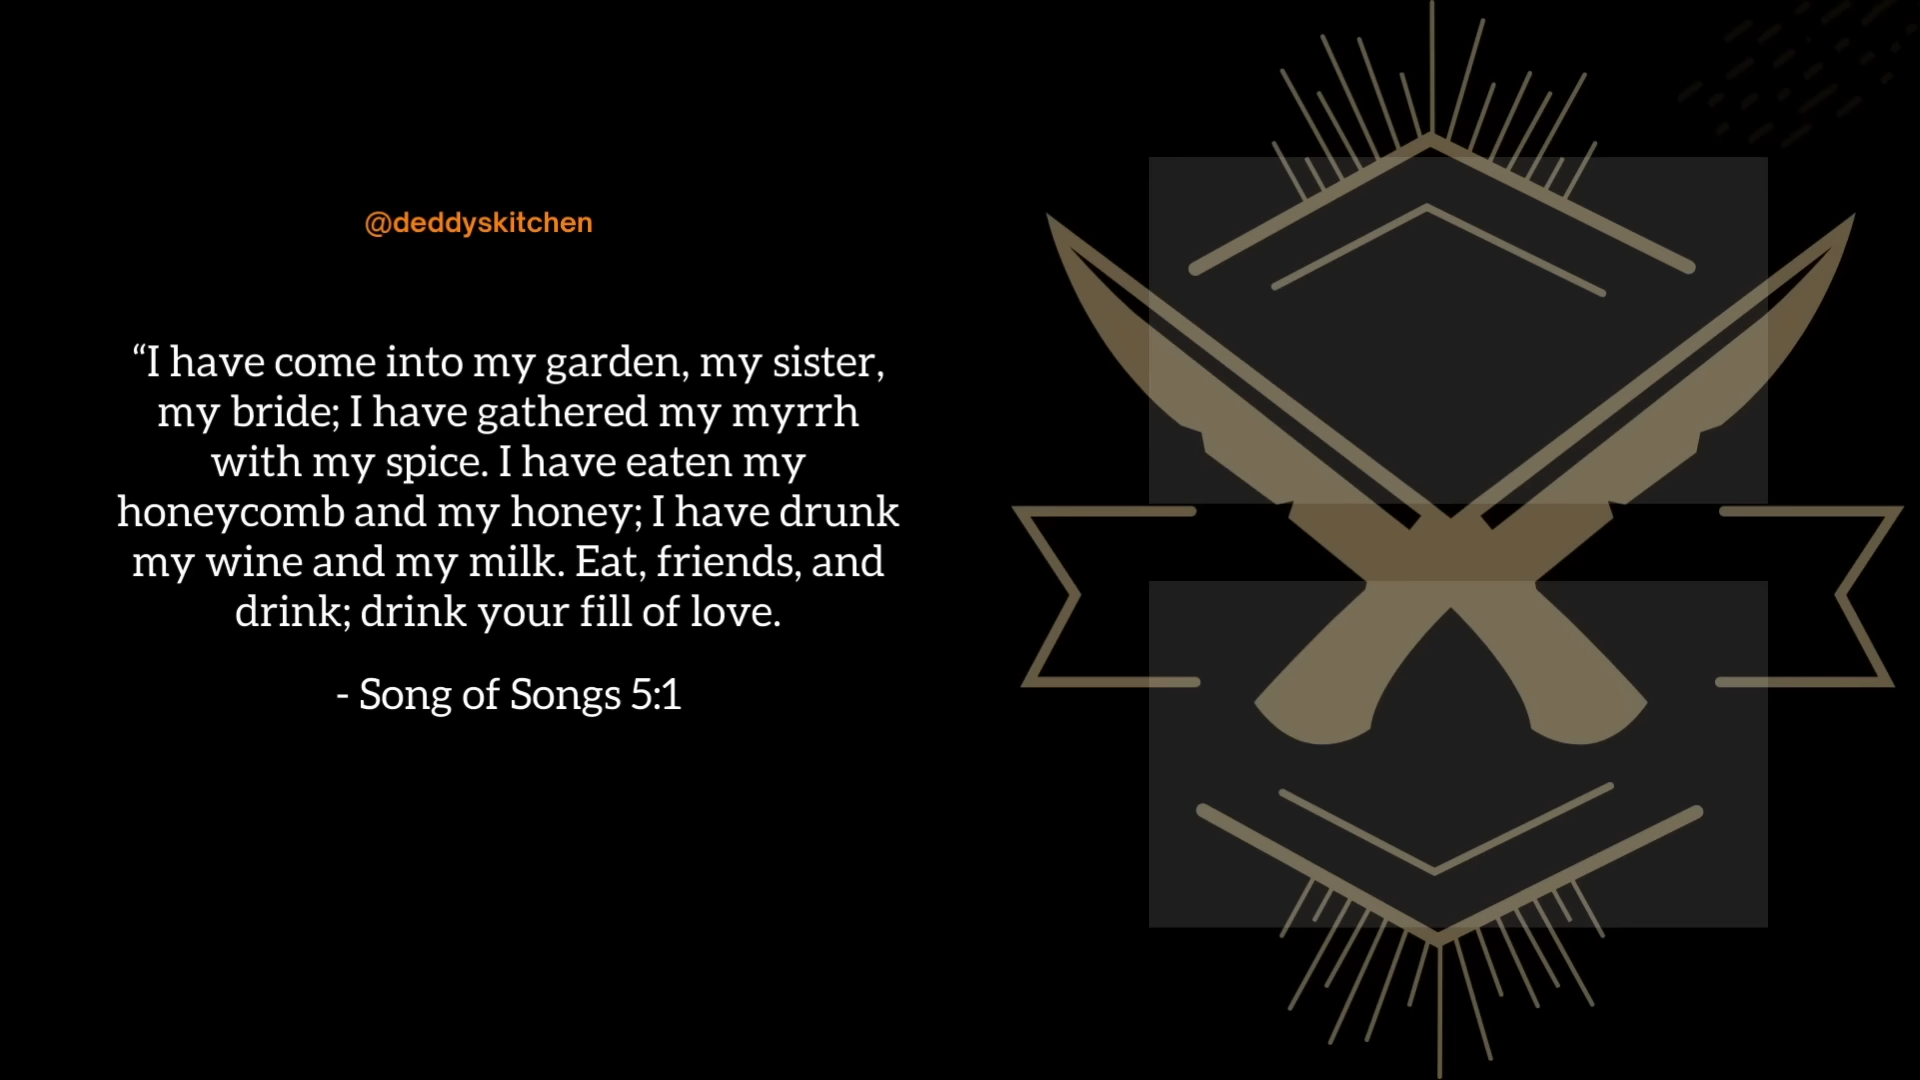 @deddyskitchen
“I have come into my garden, my sister,
my bride; I have gathered my myrrh
with my spice. I have eaten my
honeycomb and my honey; I have drunk
my wine and my milk. Eat, friends, and
drink; drink your fill of love.
- Song of Songs 5:1